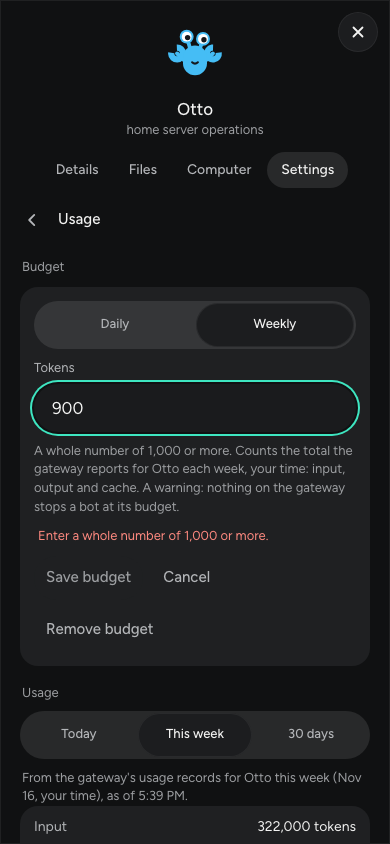 Otto
home server operations
Details Files Computer Settings
Usage
Budget
Daily Weekly
Tokens
900
A whole number of 1,000 or more. Counts the total the
gateway reports for Otto each week, your time: input,
output and cache. A warning: nothing on the gateway
stops a bot at its budget.
Enter a whole number of 1,000 or more.
Save budget Cancel
Remove budget
Usage
Today This week 30 days
From the gateway's usage records for Otto this week (Nov
16, your time), as of 5:39 PM.
Input 322,000 tokens